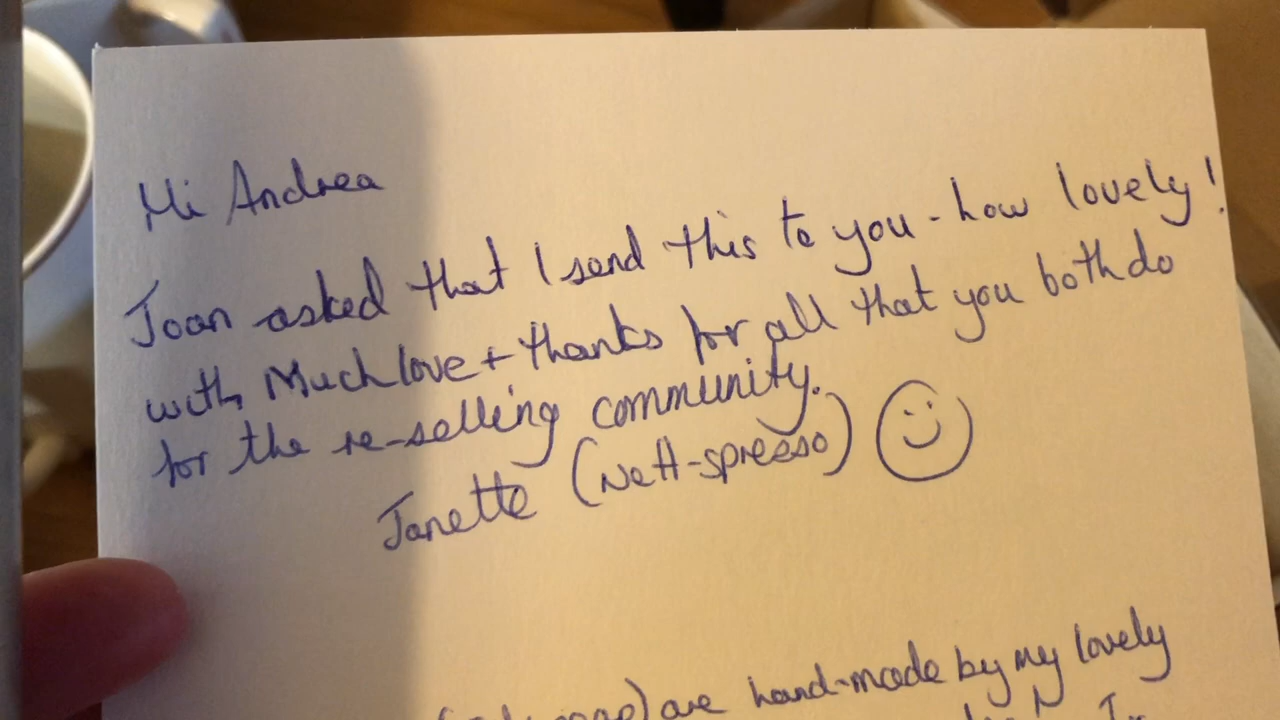 Hi Andrea
Joan asked that I send this to you - how lovely!
with Much love + thanks for all that you both do
for the re-selling community.
Janette (Nett-spresso)
are hand-made by my lovely